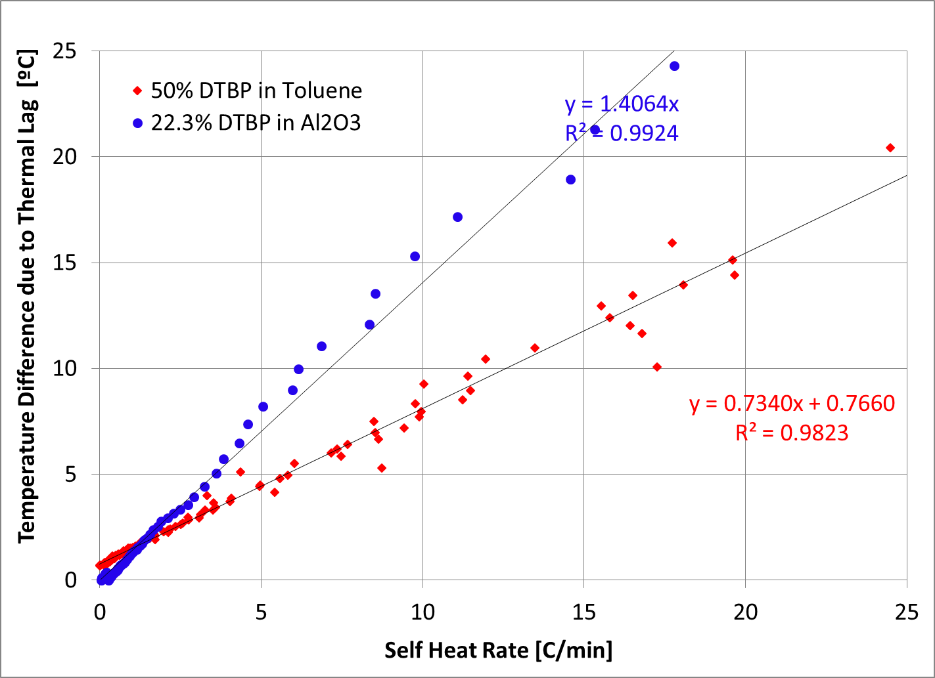 Temperature Difference due to Thermal Lag [ºC]
25
20
15
10
5
0
50% DTBP in Toluene
22.3% DTBP in Al2O3
y = 1.4064x
R² = 0.9924
y = 0.7340x + 0.7660
R² = 0.9823
0 5 10 15 20 25
Self Heat Rate [C/min]